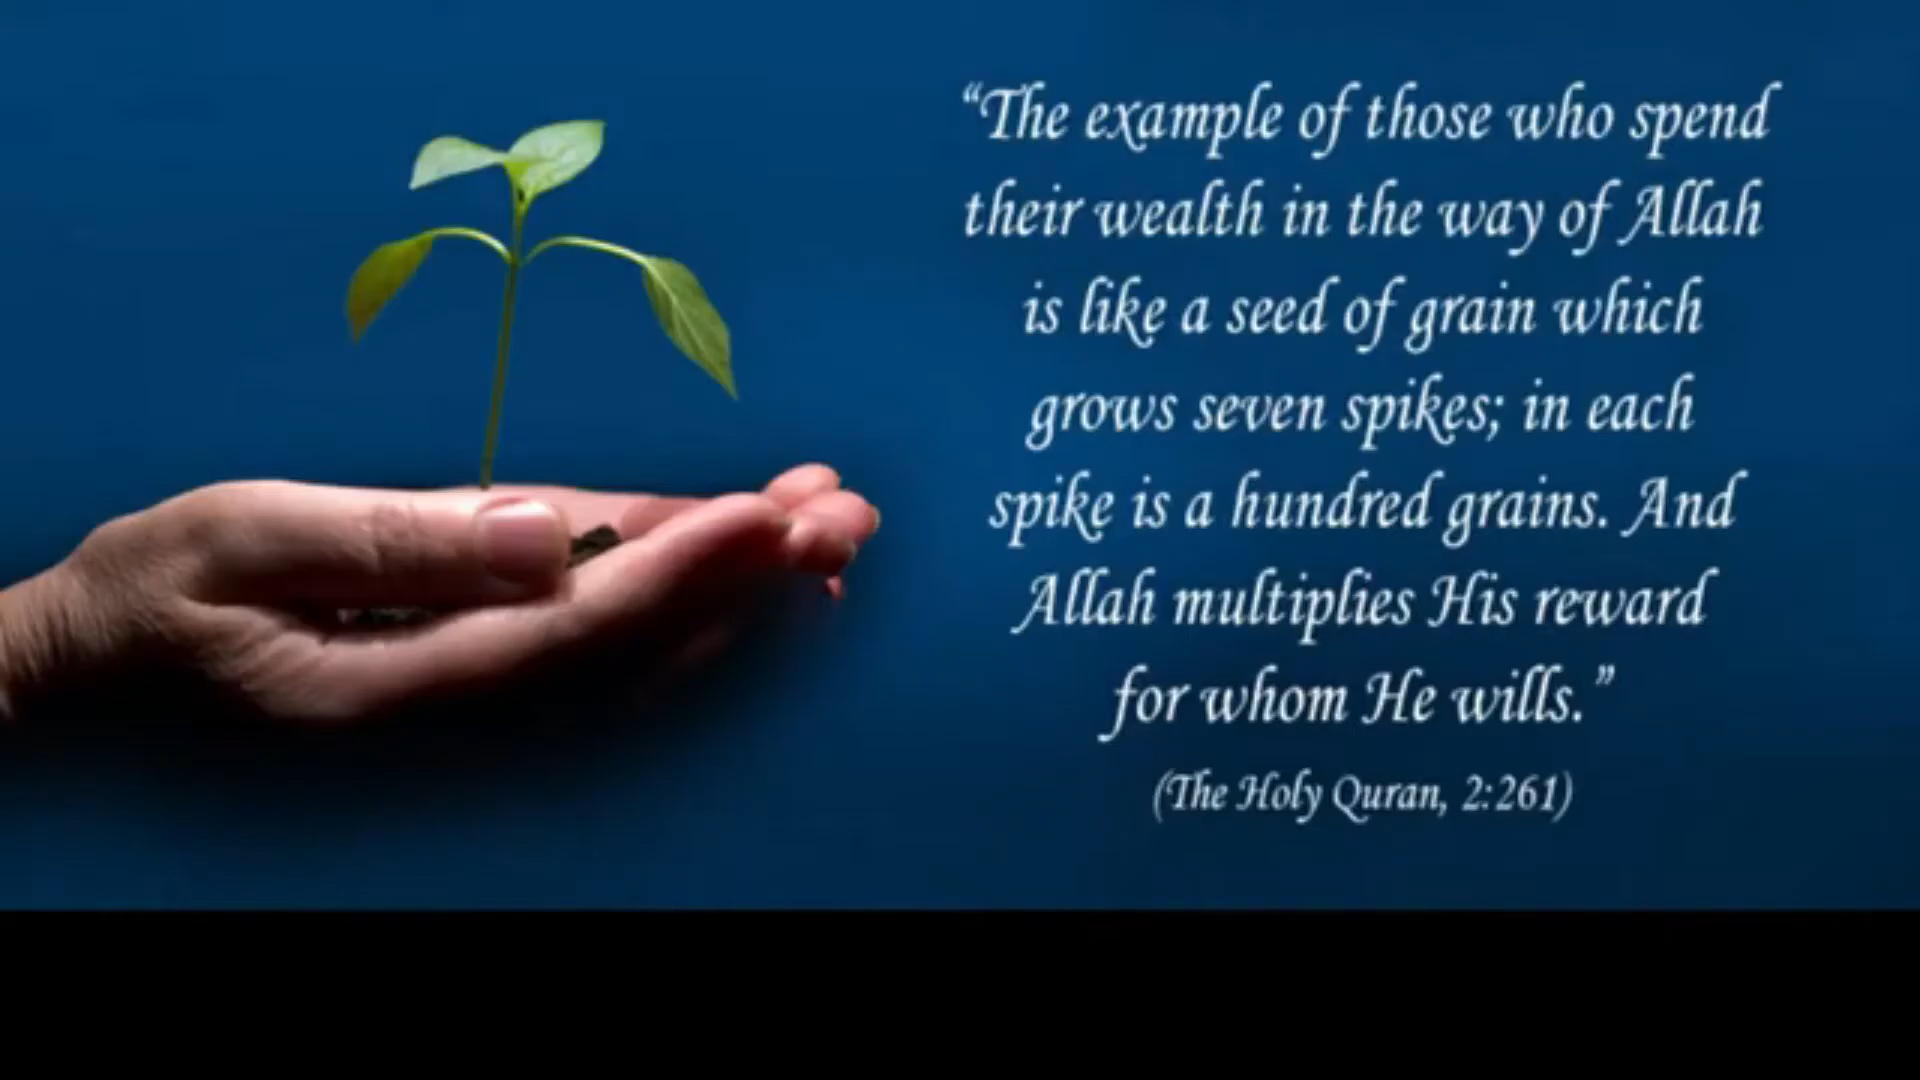 “The example of those who spend
their wealth in the way of Allah
is like a seed of grain which
grows seven spikes; in each
spike is a hundred grains. And
Allah multiplies His reward
for whom He wills.”
(The Holy Quran, 2:261)